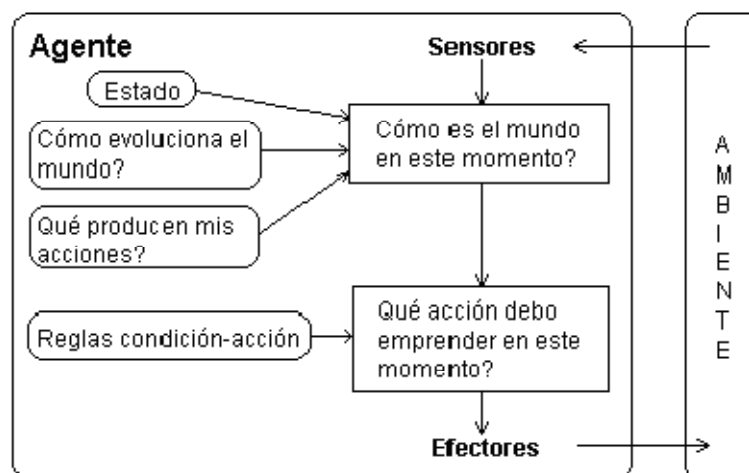 Agente
Sensores
Estado
Cómo evoluciona el
mundo?
Qué producen mis
acciones?
Cómo es el mundo
en este momento?
Reglas condición-acción
Qué acción debo
emprender en este
momento?
Efectores
AMBIENTE